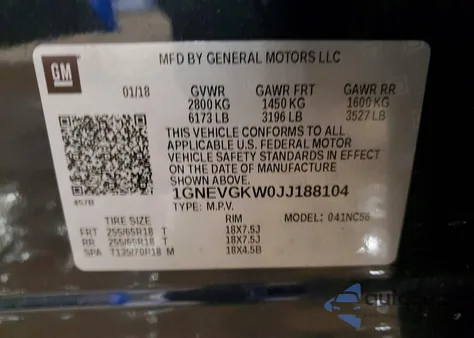 GM
MFD BY GENERAL MOTORS LLC
01/18 GVWR GAWR FRT GAWR RR
2800 KG 1450 KG 1600 KG
6173 LB 3196 LB 3527 LB
THIS VEHICLE CONFORMS TO ALL
APPLICABLE U.S. FEDERAL MOTOR
VEHICLE SAFETY STANDARDS IN EFFECT
ON THE DATE OF MANUFACTURE
SHOWN ABOVE.
1GNEVGKW0JJ188104
TYPE: M.P.V. MODEL: 041NC56
TIRE SIZE RIM
FRT 255/65R18 T 18X7.5J
RR 255/65R18 T 18X7.5J
SPA T135/70R18 M 18X4.5B